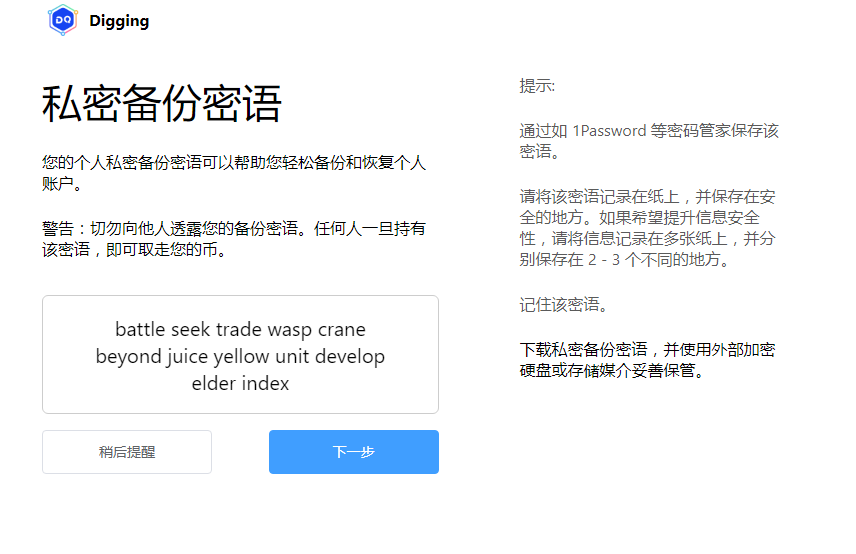 DQ
Digging
私密备份密语
您的个人私密备份密语可以帮助您轻松备份和恢复个人
账户。
警告：切勿向他人透露您的备份密语。任何人一旦持有
该密语，即可取走您的币。
battle seek trade wasp crane
beyond juice yellow unit develop
elder index
稍后提醒
下一步
提示:
通过如 1Password 等密码管家保存该
密语。
请将该密语记录在纸上，并保存在安
全的地方。如果希望提升信息安全
性，请将信息记录在多张纸上，并分
别保存在 2 - 3 个不同的地方。
记住该密语。
下载私密备份密语，并使用外部加密
硬盘或存储媒介妥善保管。